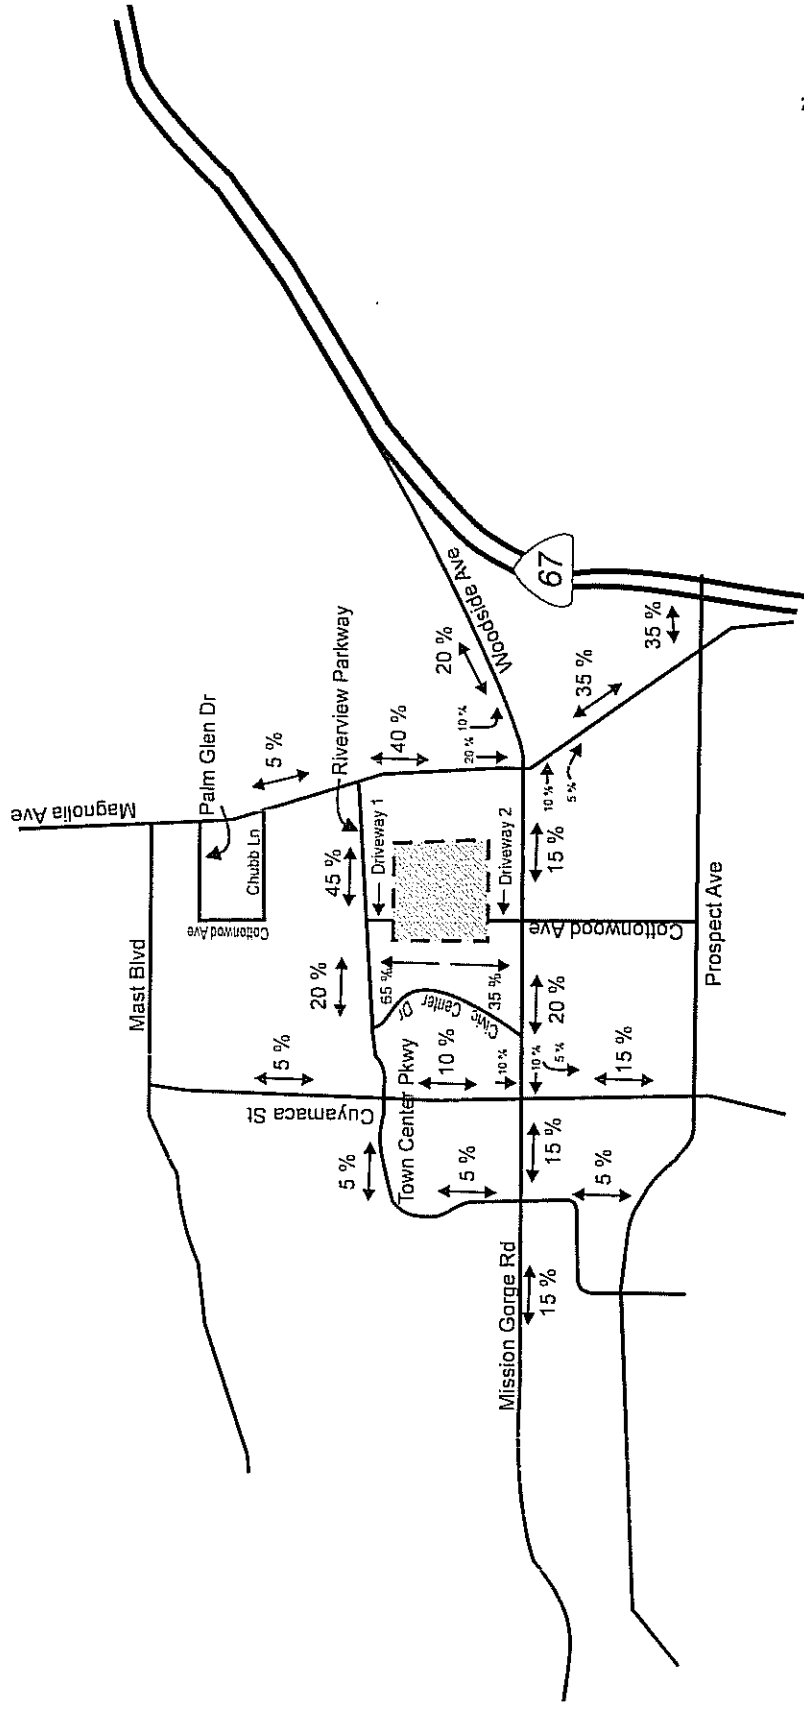 Magnolia Ave
Palm Glen Dr
Mast Blvd
Cottonwood Ave
Chubb Ln
5 %
Riverview Parkway
40 %
45 %
Driveway 1
20 %
5 %
Cuyamaca St
65 %
35 %
Civic Center Dr
Driveway 2
Town Center Pkwy
10 %
5 %
5 %
20 %
10 %
20 %
Woodside Ave
67
35 %
35 %
10 %
5 %
15 %
Cottonwood Ave
Prospect Ave
20 %
10 %
10 %
5 %
15 %
15 %
5 %
Mission Gorge Rd
15 %